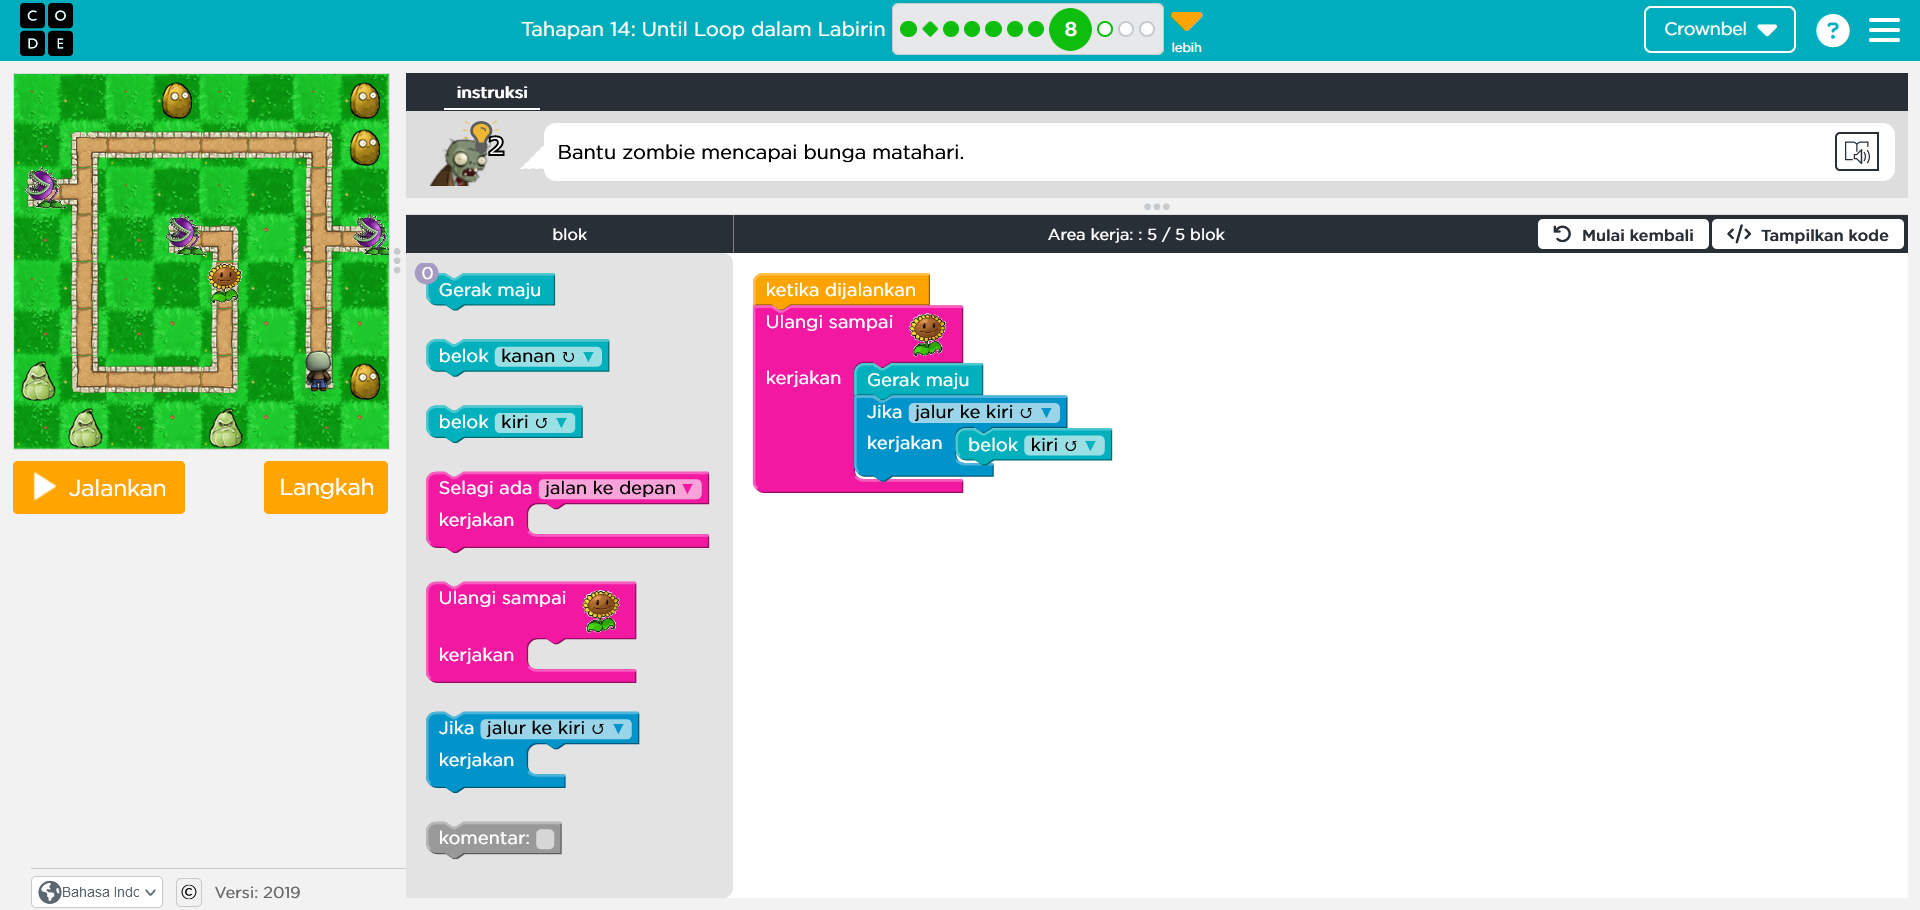 C O
D E
Tahapan 14: Until Loop dalam Labirin
8
lebih
Crownbel
?
instruksi
2
Bantu zombie mencapai bunga matahari.
blok
Area kerja: : 5 / 5 blok
Mulai kembali
</> Tampilkan kode
0
Gerak maju
belok kanan ↻ ▼
belok kiri ↺ ▼
Selagi ada jalan ke depan ▼
kerjakan
Ulangi sampai
kerjakan
Jika jalur ke kiri ↺ ▼
kerjakan
komentar:
ketika dijalankan
Ulangi sampai
kerjakan
Gerak maju
Jika jalur ke kiri ↺ ▼
kerjakan
belok kiri ↺ ▼
Jalankan
Langkah
Bahasa Indc
©
Versi: 2019